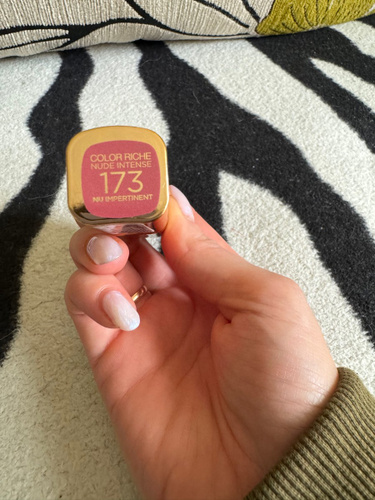 COLOR RICHE
NUDE INTENSE
173
NU IMPERTINENT